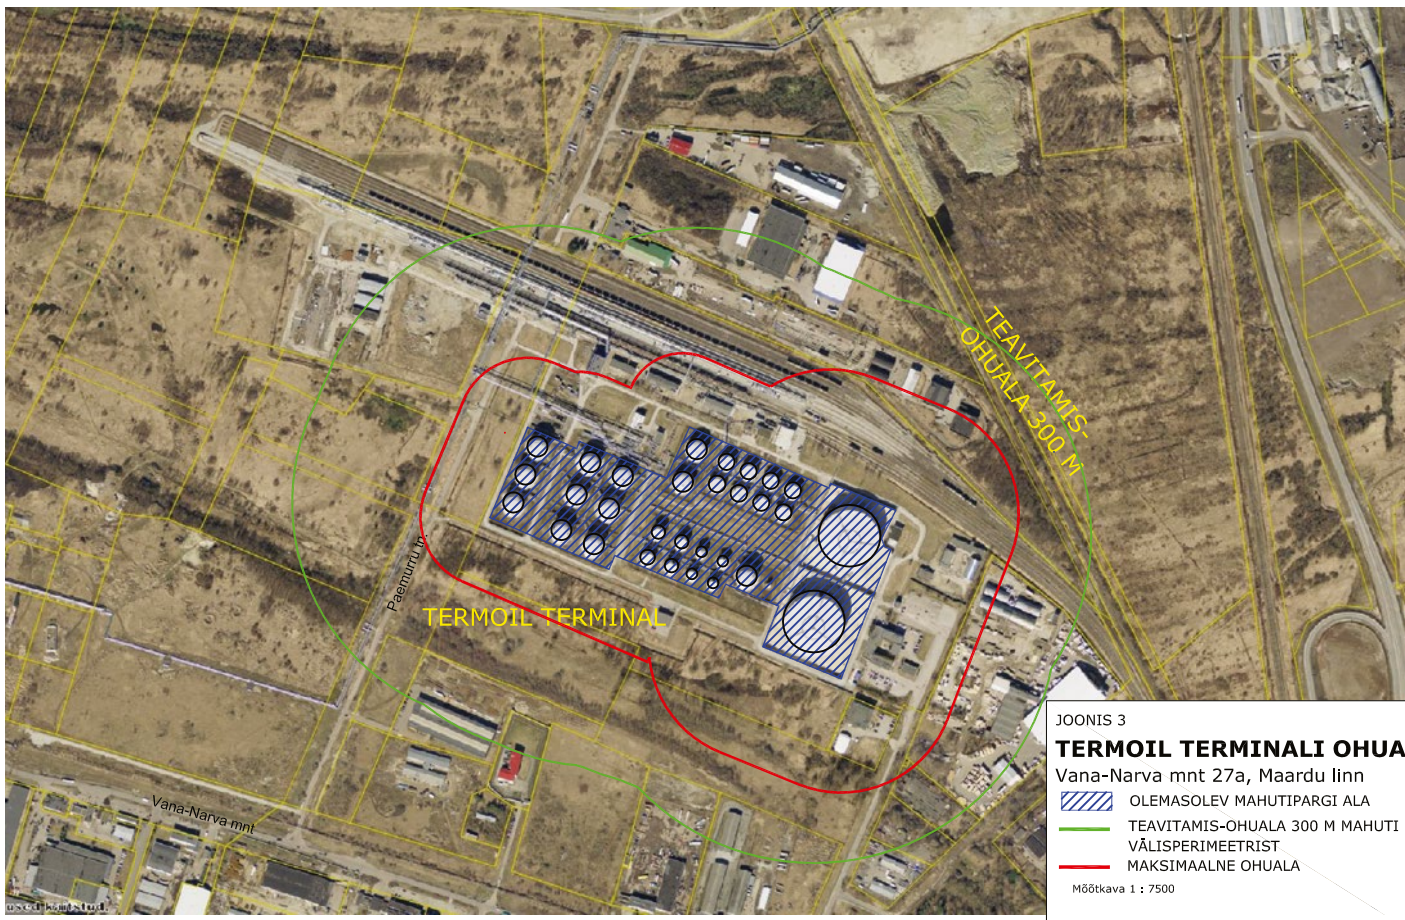 TEAVITAMIS-
OHUALA 300 M
Paemurru tn.
TERMOIL TERMINAL
Vana-Narva mnt
JOONIS 3
TERMOIL TERMINALI OHUA
Vana-Narva mnt 27a, Maardu linn
OLEMASOLEV MAHUTIPARGI ALA
TEAVITAMIS-OHUALA 300 M MAHUTI
VÄLISPERIMEETRIST
MAKSIMAALNE OHUALA
Mõõtkava 1 : 7500